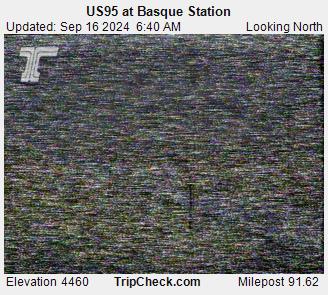 US95 at Basque Station
Updated: Sep 16 2024 6:40 AM Looking North
Elevation 4460 TripCheck.com Milepost 91.62